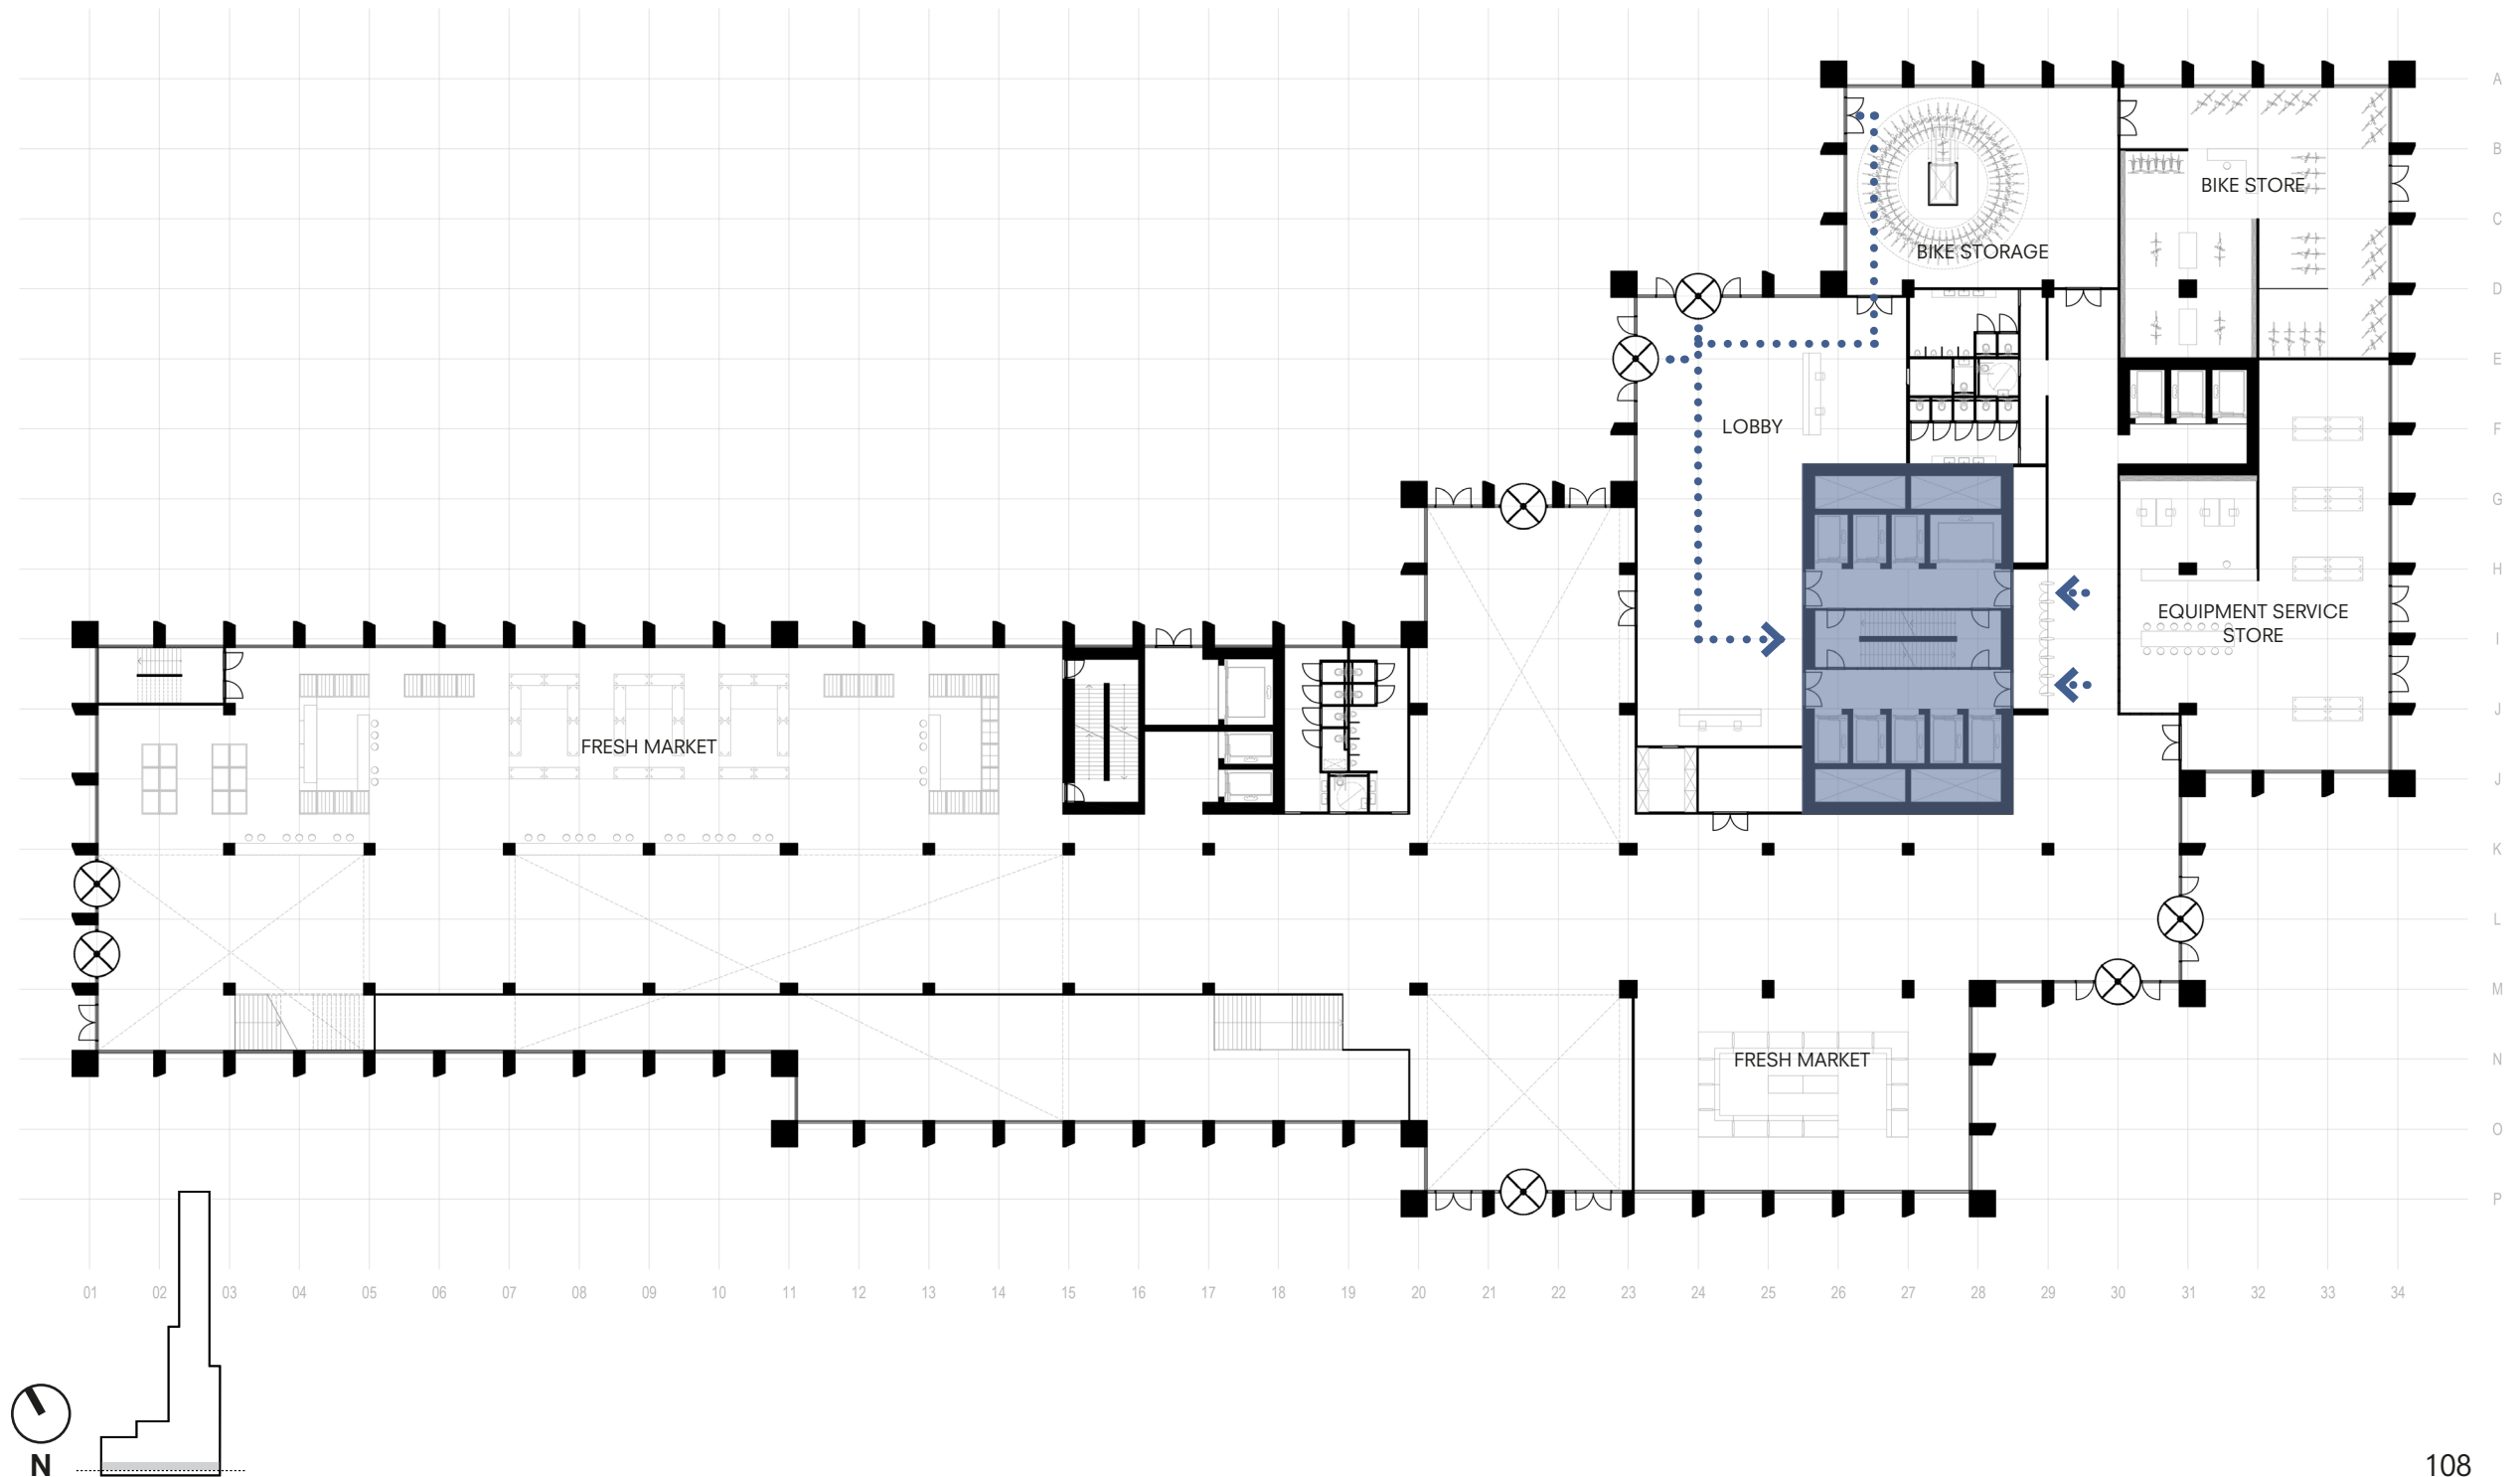 A
B
BIKE STORE
C
BIKE STORAGE
D
E
LOBBY
F
G
H
EQUIPMENT SERVICE
STORE
I
J
FRESH MARKET
J
K
L
M
FRESH MARKET
N
O
P
01 02 03 04 05 06 07 08 09 10 11 12 13 14 15 16 17 18 19 20 21 22 23 24 25 26 27 28 29 30 31 32 33 34
N
108